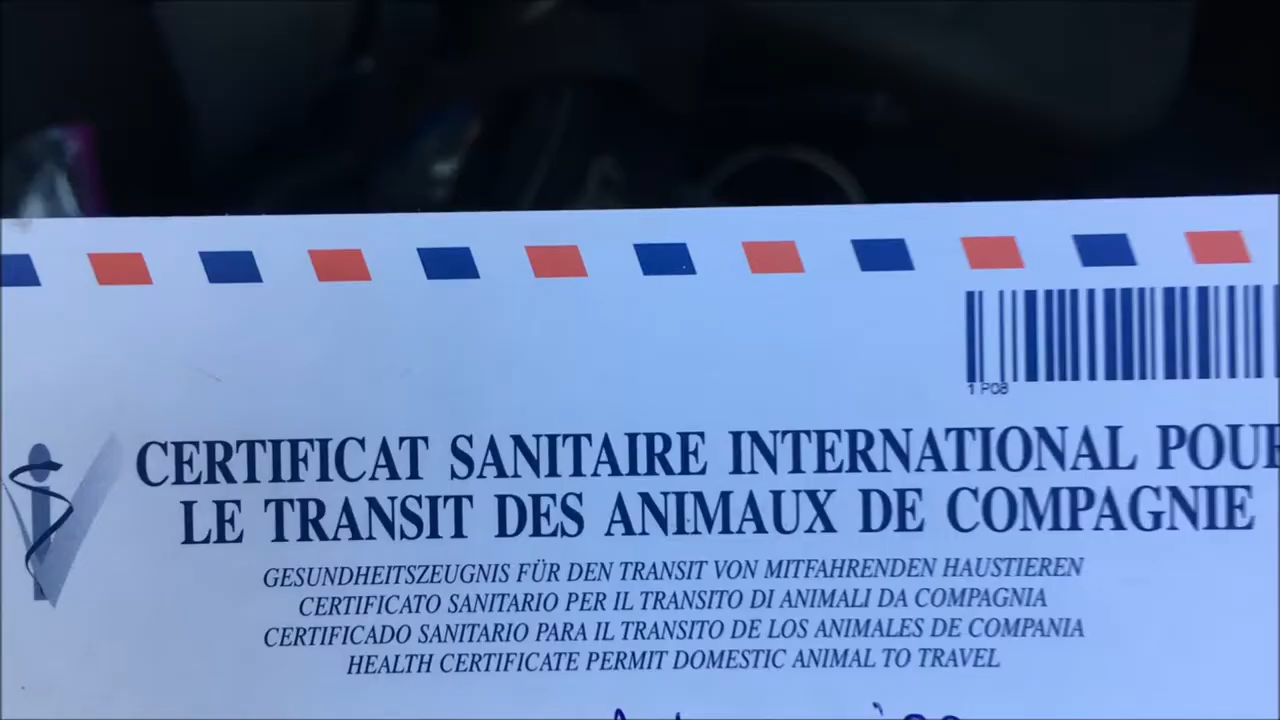 1 P08
CERTIFICAT SANITAIRE INTERNATIONAL POUR
LE TRANSIT DES ANIMAUX DE COMPAGNIE
GESUNDHEITSZEUGNIS FÜR DEN TRANSIT VON MITFAHRENDEN HAUSTIEREN
CERTIFICATO SANITARIO PER IL TRANSITO DI ANIMALI DA COMPAGNIA
CERTIFICADO SANITARIO PARA IL TRANSITO DE LOS ANIMALES DE COMPANIA
HEALTH CERTIFICATE PERMIT DOMESTIC ANIMAL TO TRAVEL